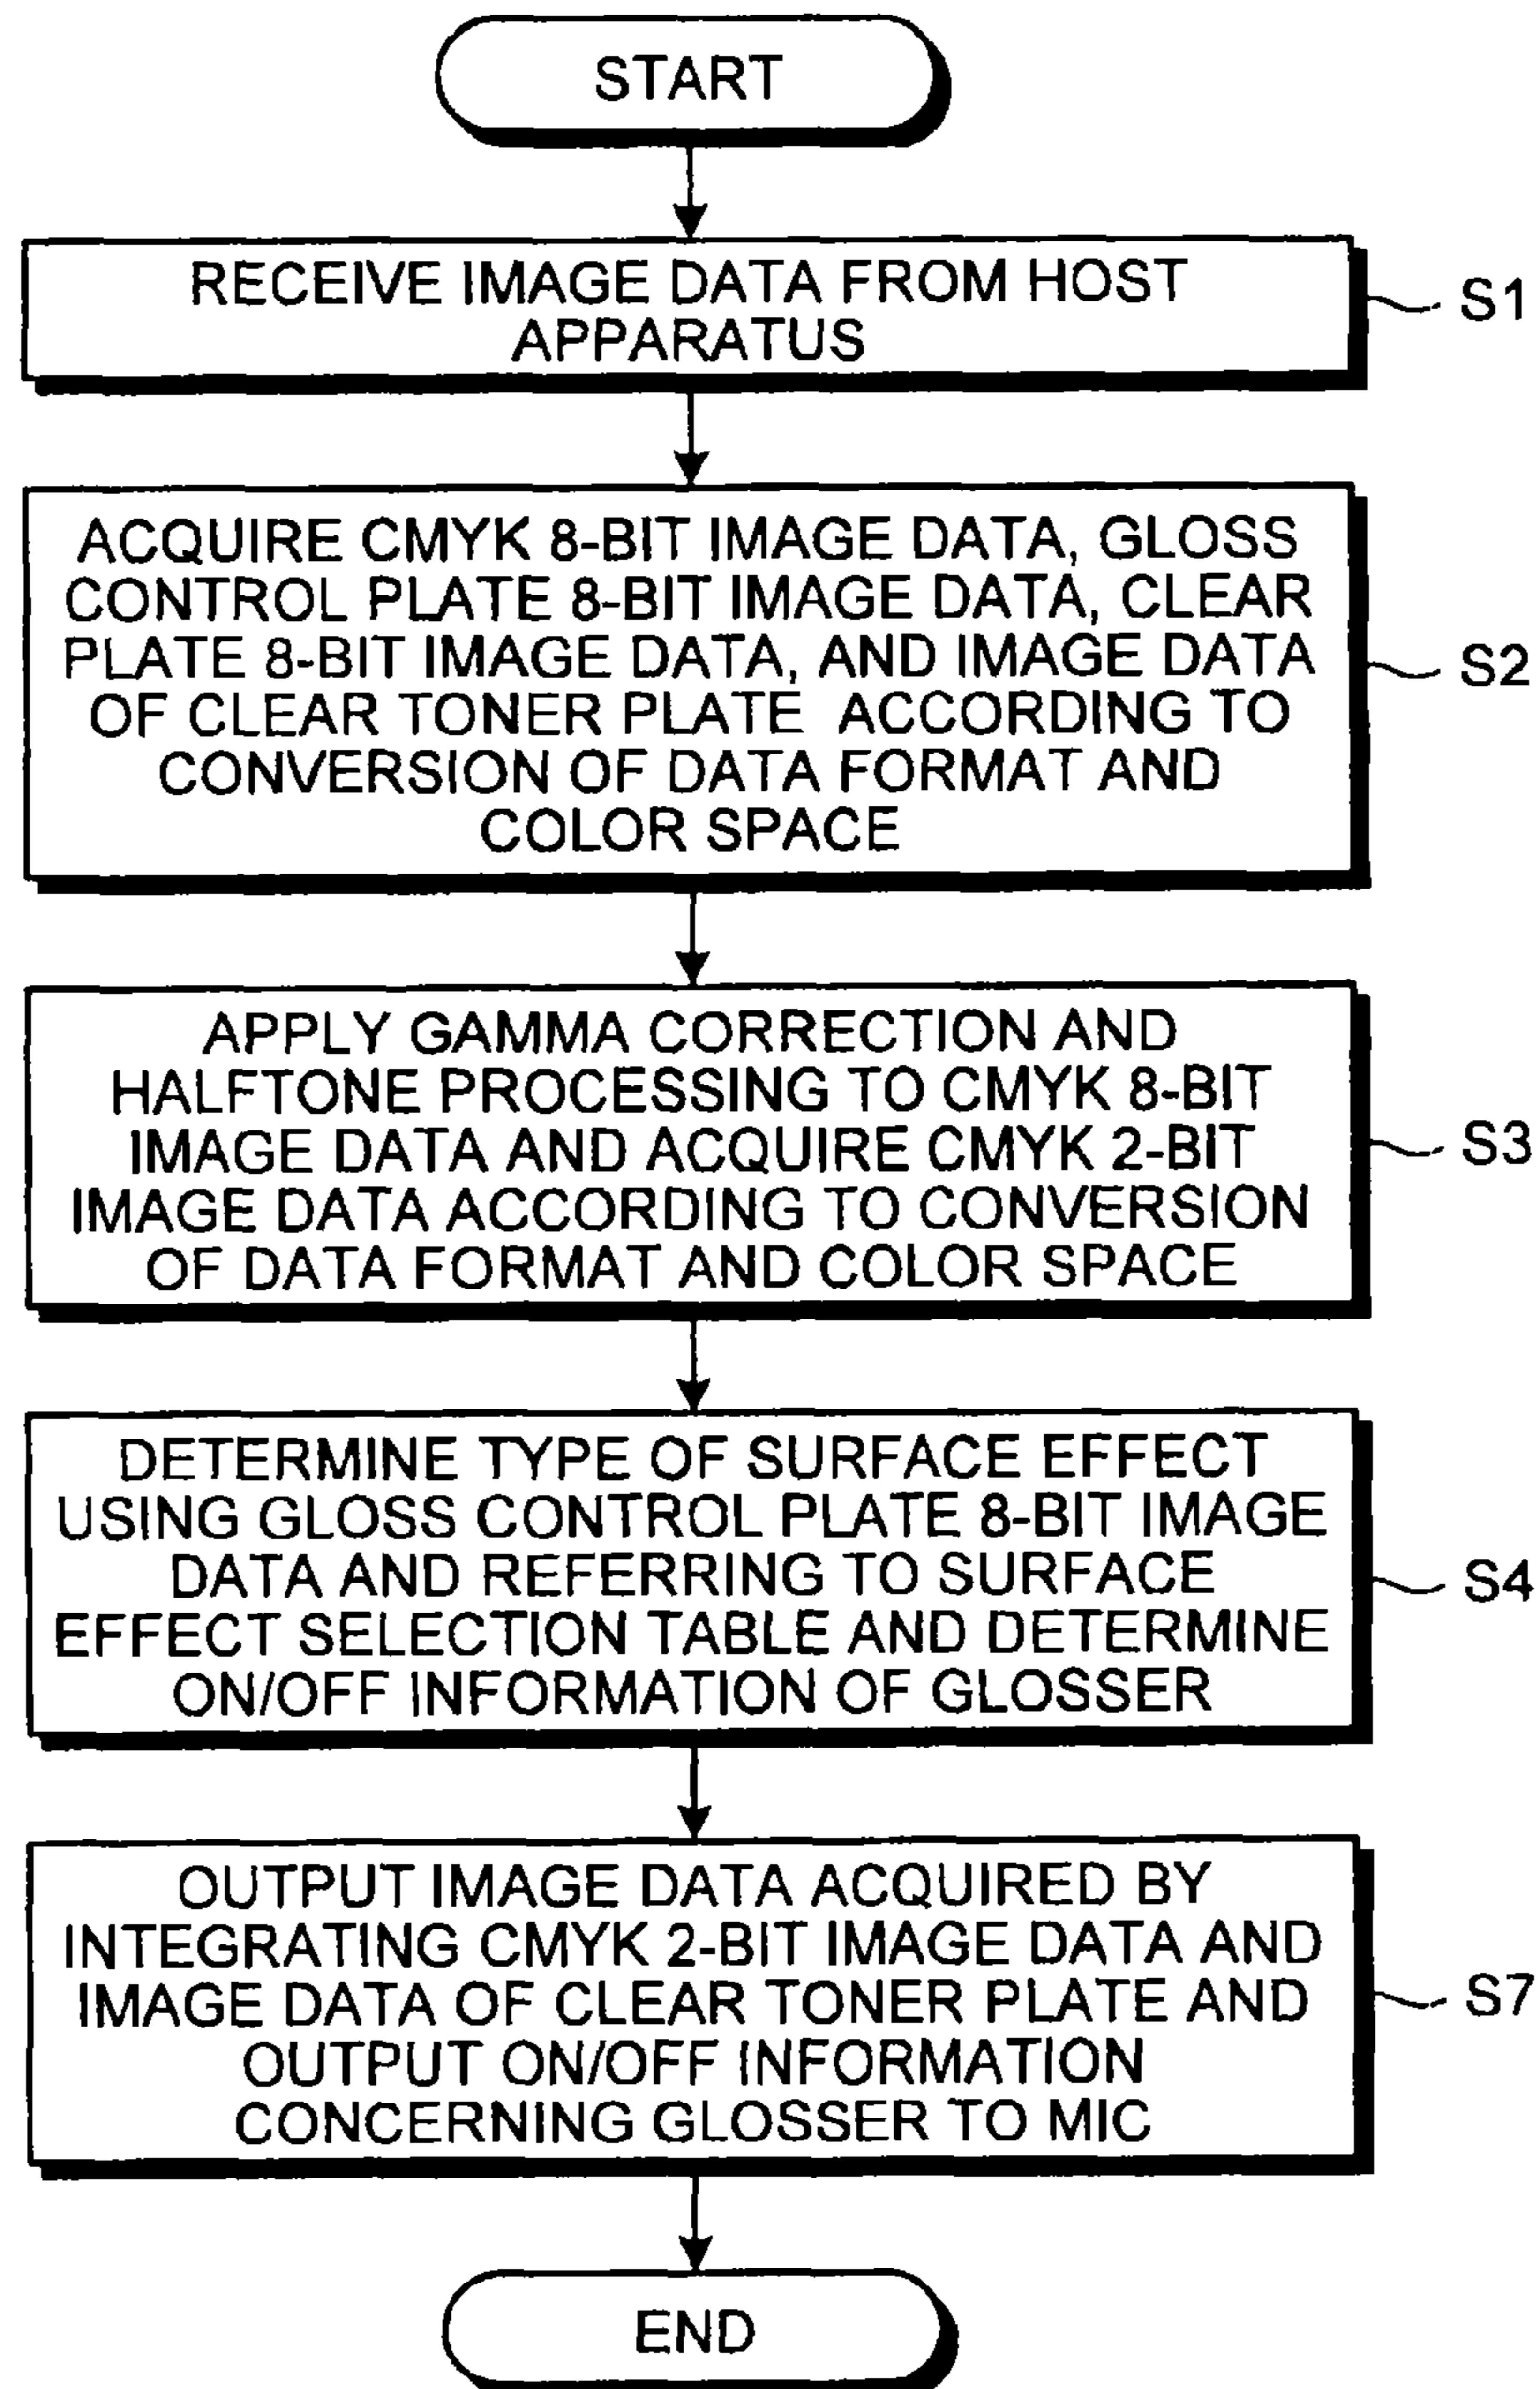 START
RECEIVE IMAGE DATA FROM HOST
APPARATUS
S1
ACQUIRE CMYK 8-BIT IMAGE DATA, GLOSS
CONTROL PLATE 8-BIT IMAGE DATA, CLEAR
PLATE 8-BIT IMAGE DATA, AND IMAGE DATA
OF CLEAR TONER PLATE ACCORDING TO
CONVERSION OF DATA FORMAT AND
COLOR SPACE
S2
APPLY GAMMA CORRECTION AND
HALFTONE PROCESSING TO CMYK 8-BIT
IMAGE DATA AND ACQUIRE CMYK 2-BIT
IMAGE DATA ACCORDING TO CONVERSION
OF DATA FORMAT AND COLOR SPACE
S3
DETERMINE TYPE OF SURFACE EFFECT
USING GLOSS CONTROL PLATE 8-BIT IMAGE
DATA AND REFERRING TO SURFACE
EFFECT SELECTION TABLE AND DETERMINE
ON/OFF INFORMATION OF GLOSSER
S4
OUTPUT IMAGE DATA ACQUIRED BY
INTEGRATING CMYK 2-BIT IMAGE DATA AND
IMAGE DATA OF CLEAR TONER PLATE AND
OUTPUT ON/OFF INFORMATION
CONCERNING GLOSSER TO MIC
S7
END